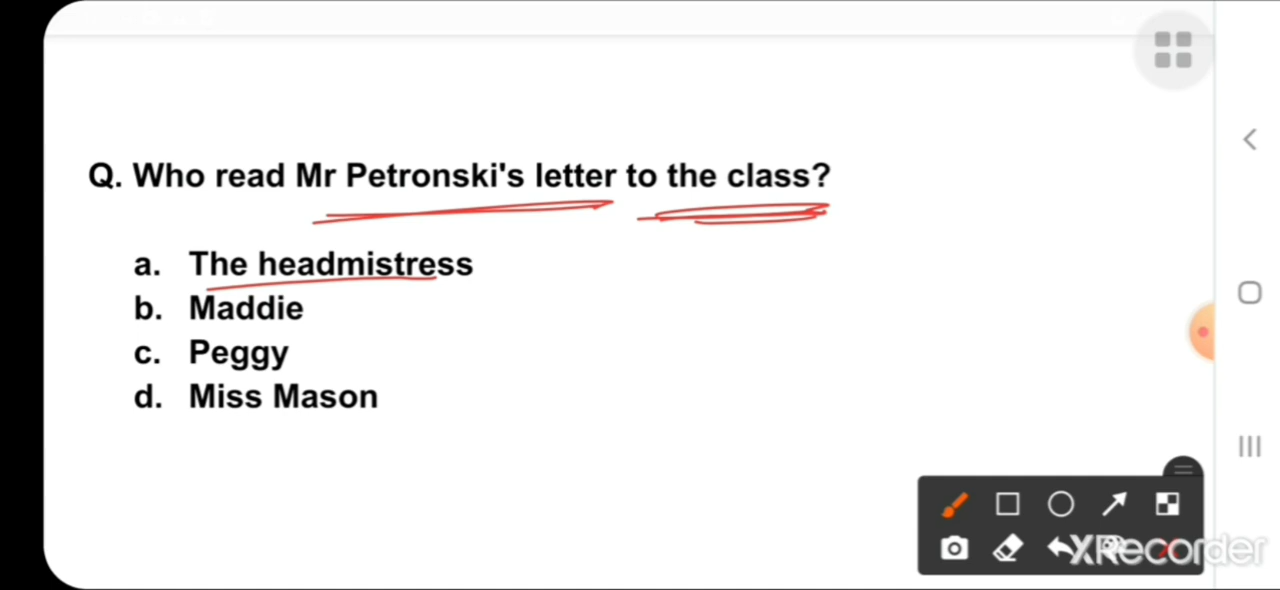 Q. Who read Mr Petronski's letter to the class?
a. The headmistress
b. Maddie
c. Peggy
d. Miss Mason
XRecorder